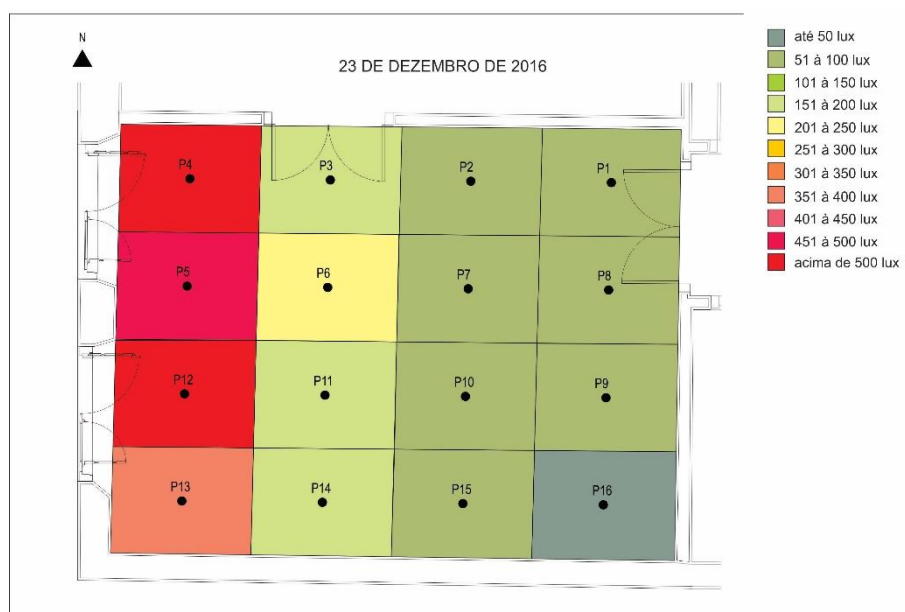 N
23 DE DEZEMBRO DE 2016
até 50 lux
51 à 100 lux
101 à 150 lux
151 à 200 lux
201 à 250 lux
251 à 300 lux
301 à 350 lux
351 à 400 lux
401 à 450 lux
451 à 500 lux
acima de 500 lux
P4 P3 P2 P1
P5 P6 P7 P8
P12 P11 P10 P9
P13 P14 P15 P16